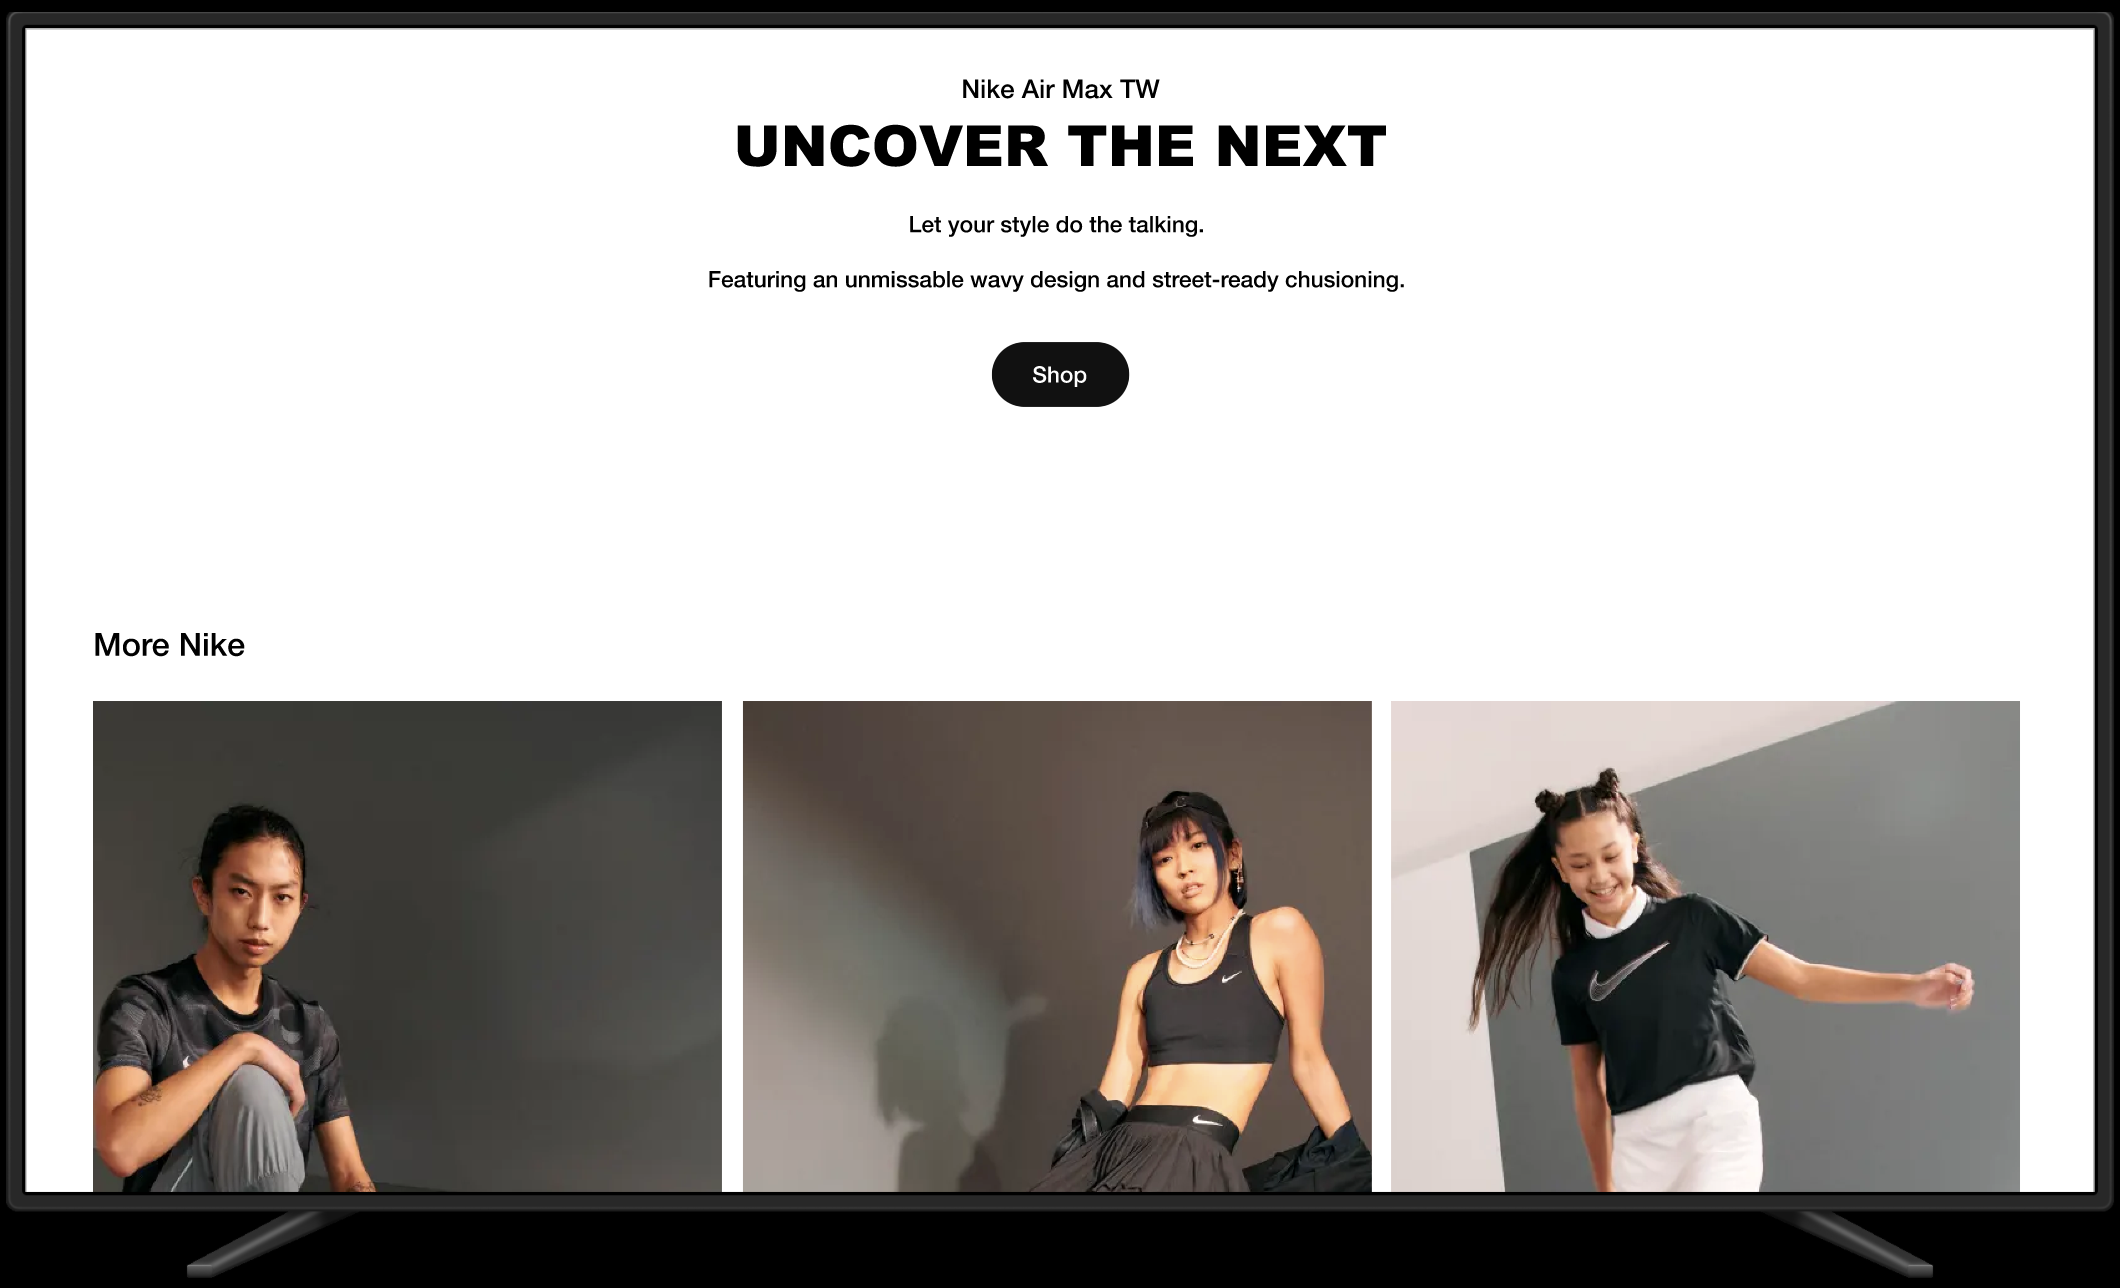 Nike Air Max TW
UNCOVER THE NEXT
Let your style do the talking.
Featuring an unmissable wavy design and street-ready chusioning.
Shop
More Nike